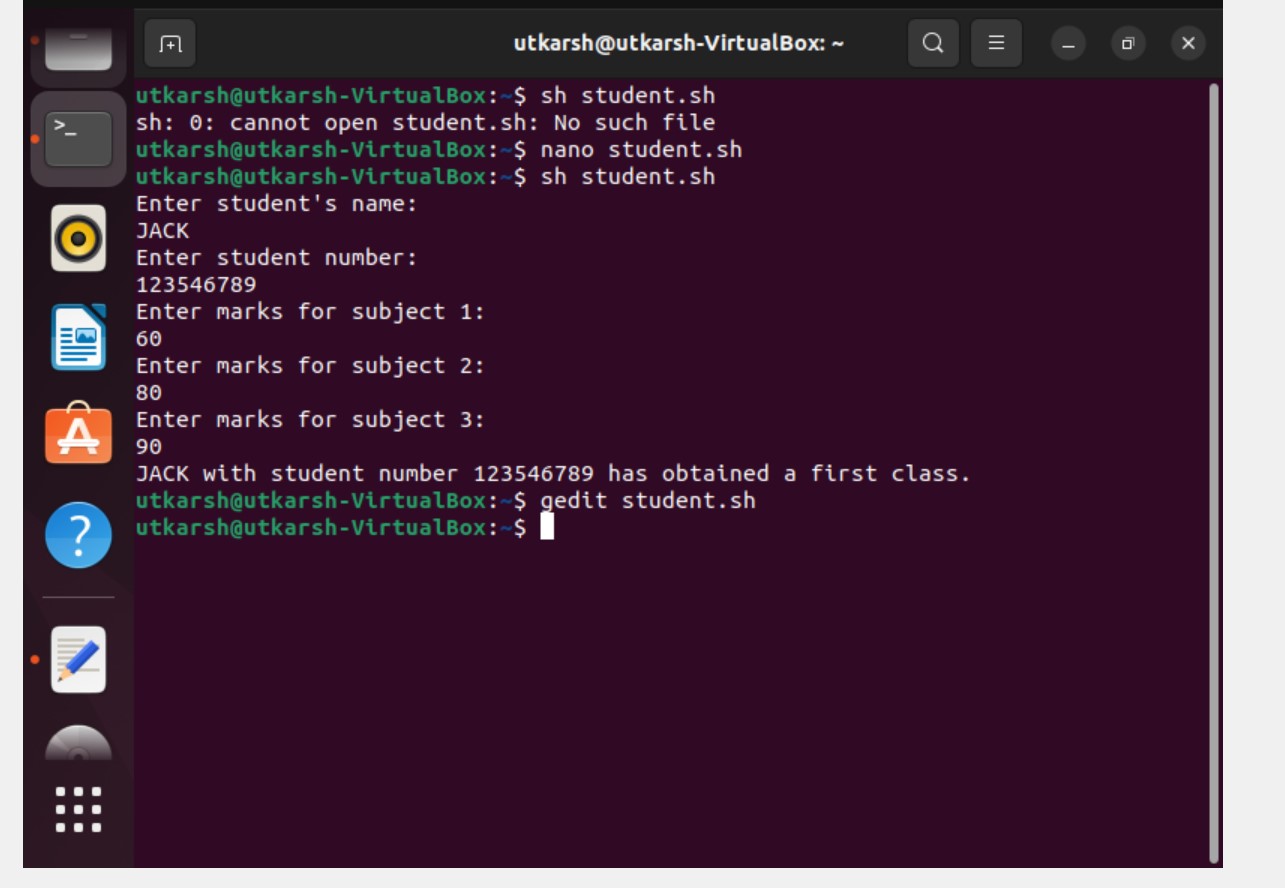 utkarsh@utkarsh-VirtualBox: ~
utkarsh@utkarsh-VirtualBox:~$ sh student.sh
sh: 0: cannot open student.sh: No such file
utkarsh@utkarsh-VirtualBox:~$ nano student.sh
utkarsh@utkarsh-VirtualBox:~$ sh student.sh
Enter student's name:
JACK
Enter student number:
123546789
Enter marks for subject 1:
60
Enter marks for subject 2:
80
Enter marks for subject 3:
90
JACK with student number 123546789 has obtained a first class.
utkarsh@utkarsh-VirtualBox:~$ gedit student.sh
utkarsh@utkarsh-VirtualBox:~$